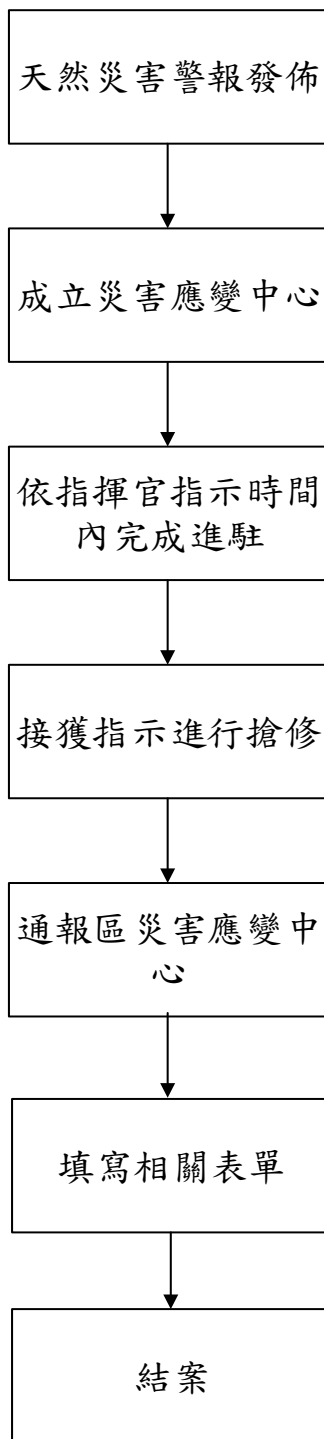 天然災害警報發佈
成立災害應變中心
依指揮官指示時間
內完成進駐
接獲指示進行搶修
通報區災害應變中
心
填寫相關表單
結案